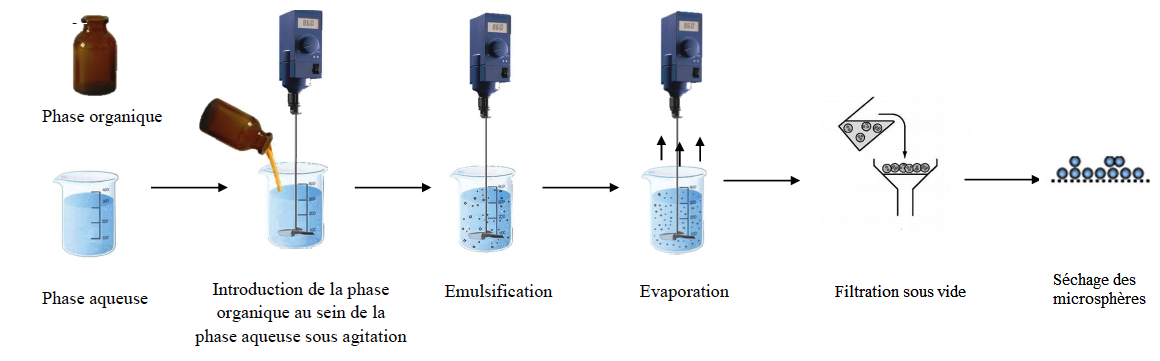 Phase organique
Phase aqueuse
Introduction de la phase
organique au sein de la
phase aqueuse sous agitation
Emulsification
Evaporation
Filtration sous vide
Séchage des
microsphères